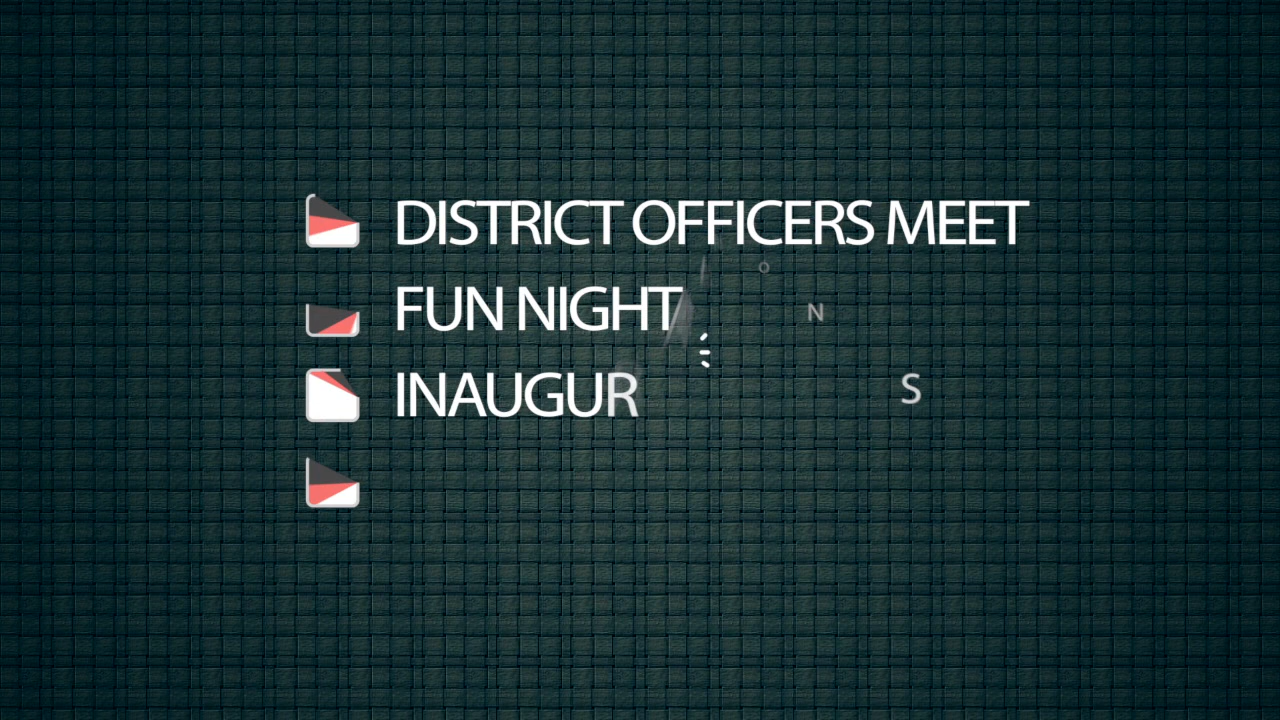 DISTRICT OFFICERS MEET
FUN NIGHT
INAUGUR
O
N
S